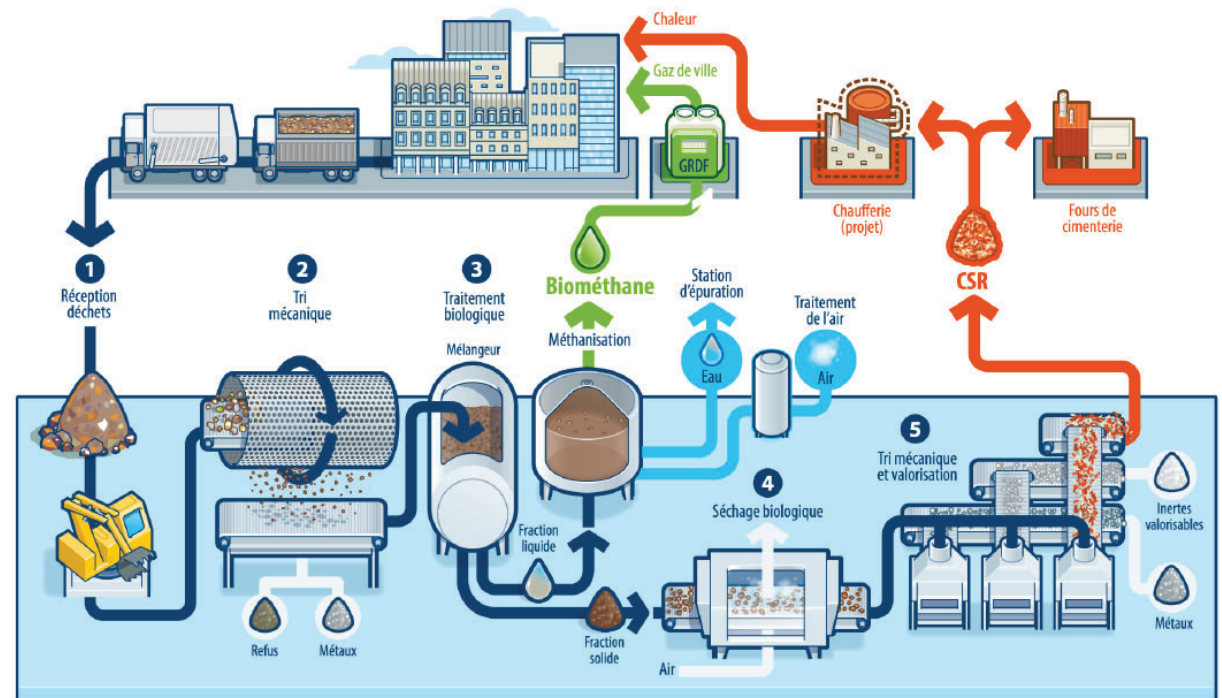 Chaleur
Gaz de ville
GRDF
Chaufferie
(projet)
Fours de
cimenterie
1
Réception
déchets
2
Tri
mécanique
3
Traitement
biologique
Mélangeur
Biométhane
Méthanisation
Station
d'épuration
Eau
Traitement
de l'air
Air
CSR
5
Tri mécanique
et valorisation
Inertes
valorisables
Métaux
4
Séchage biologique
Fraction
liquide
Fraction
solide
Air
Refus
Métaux